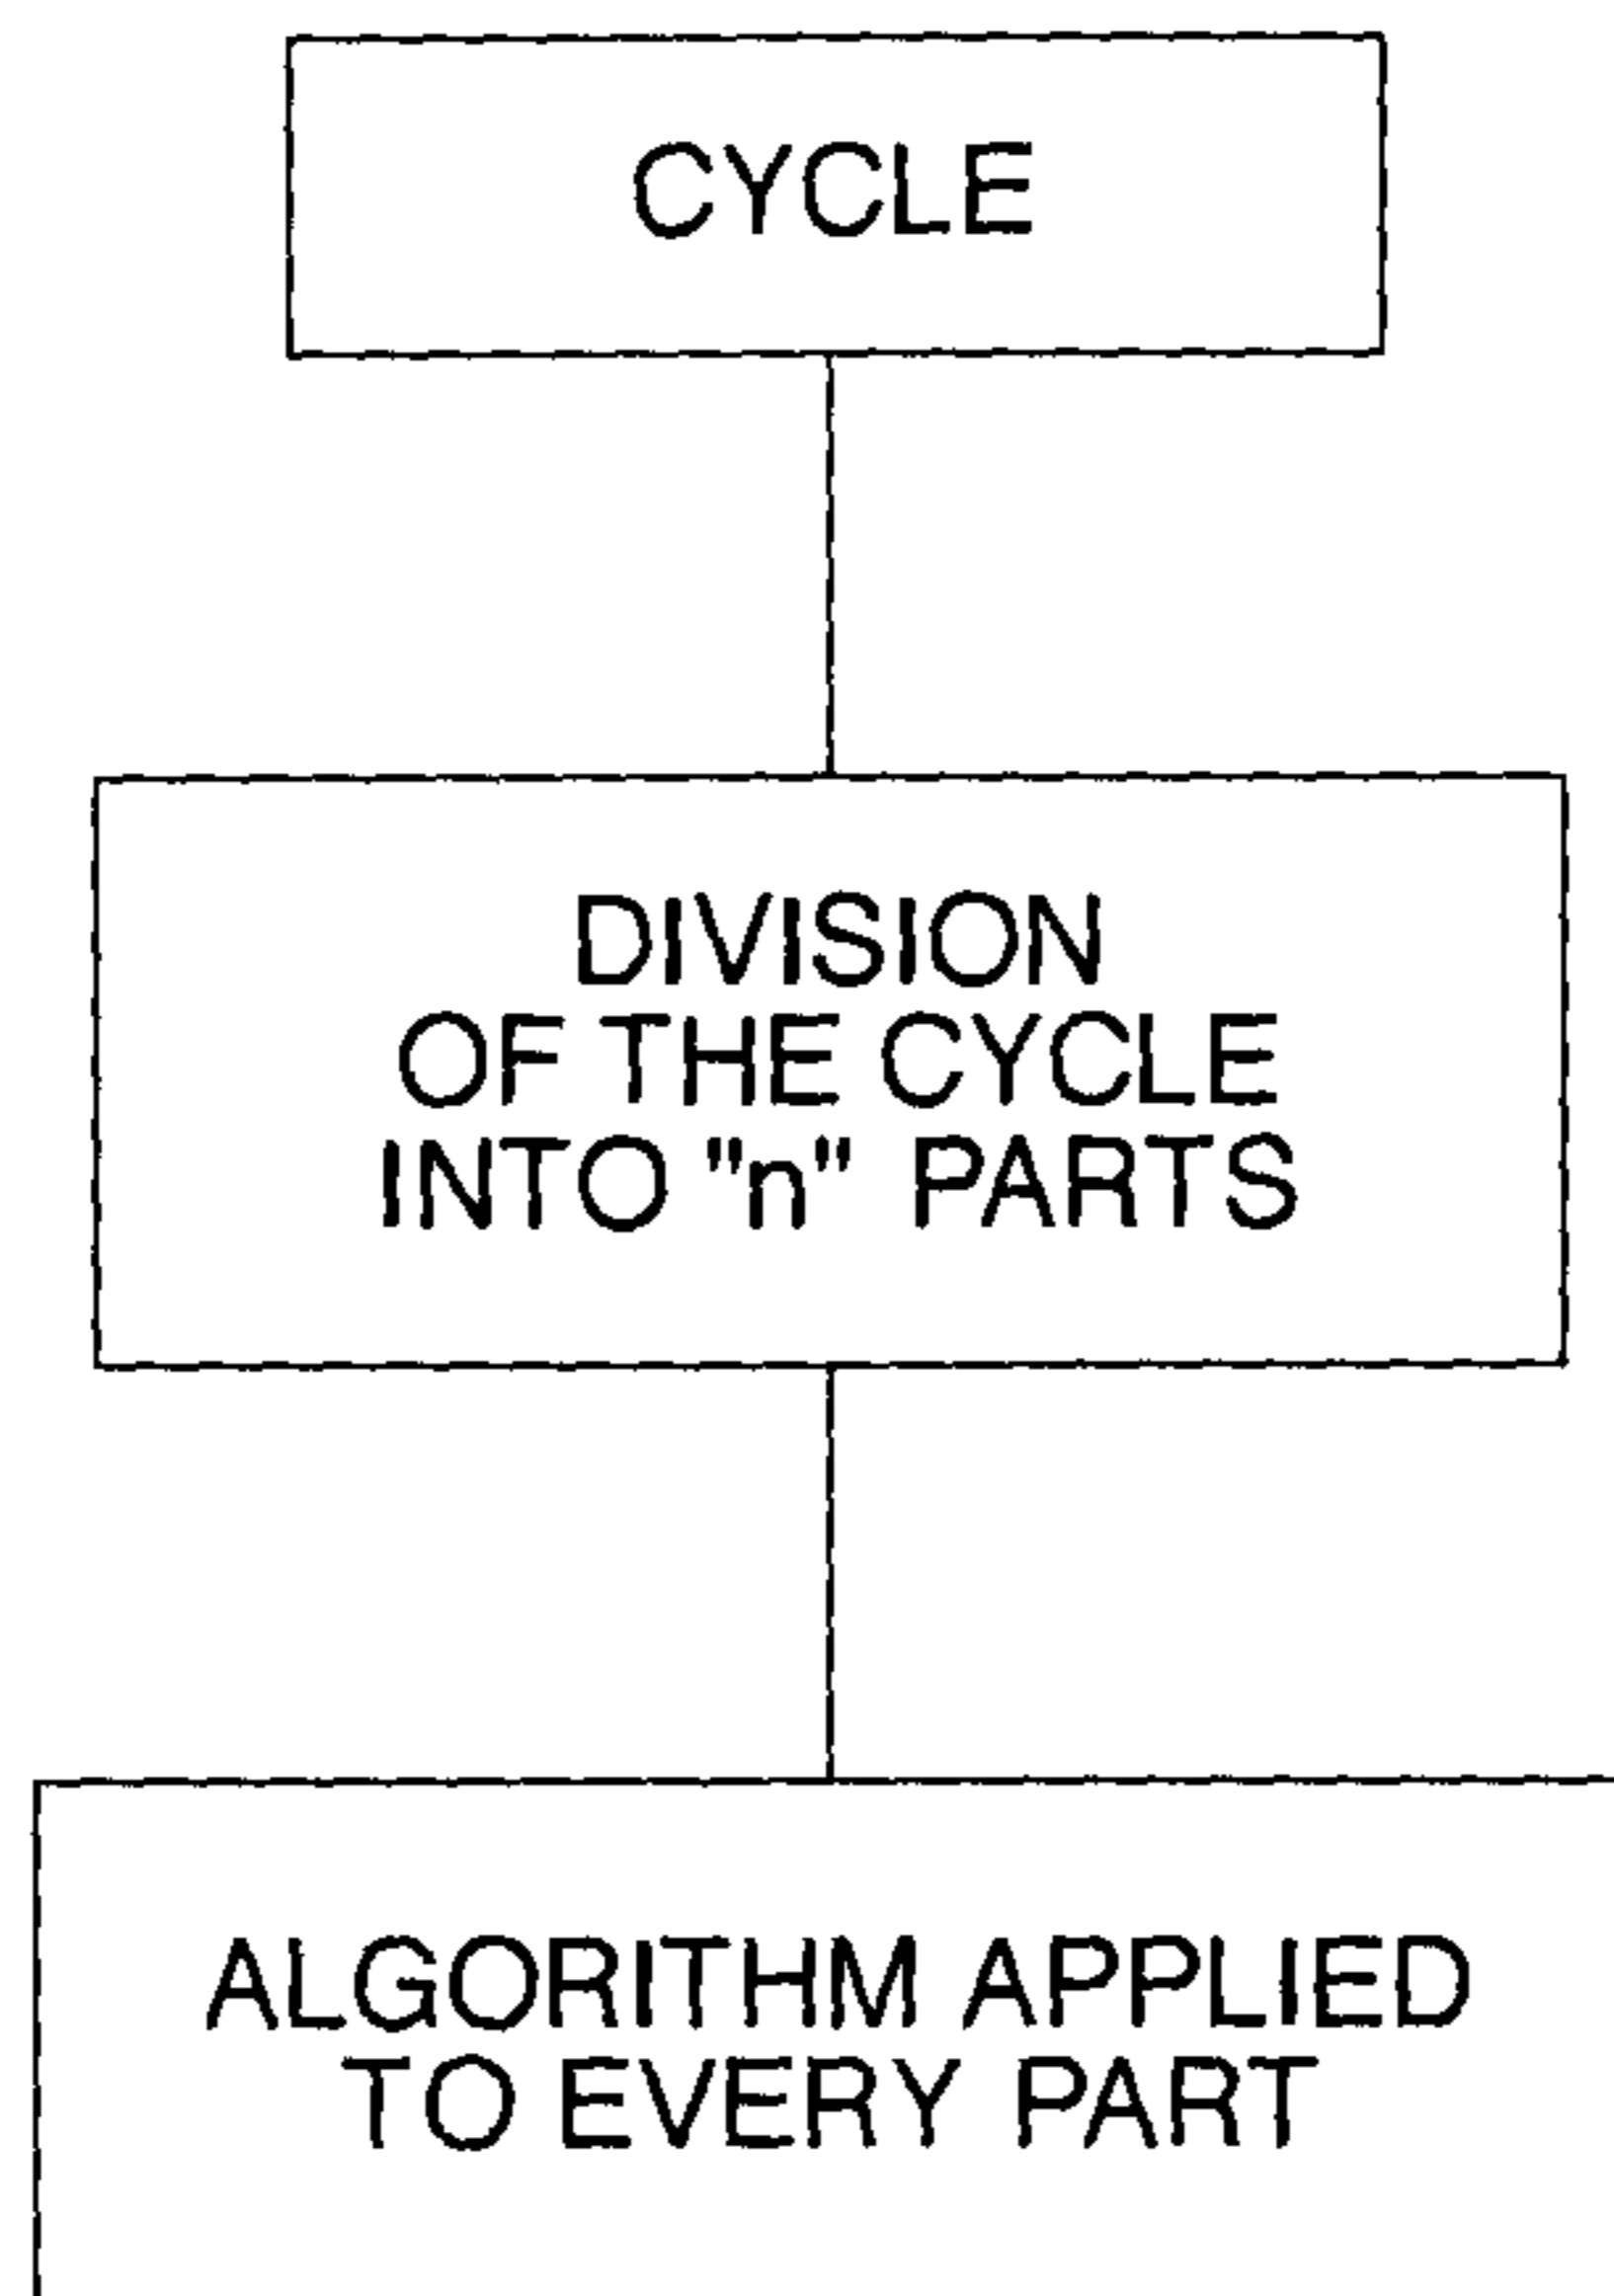 CYCLE
DIVISION
OF THE CYCLE
INTO "n" PARTS
ALGORITHM APPLIED
TO EVERY PART